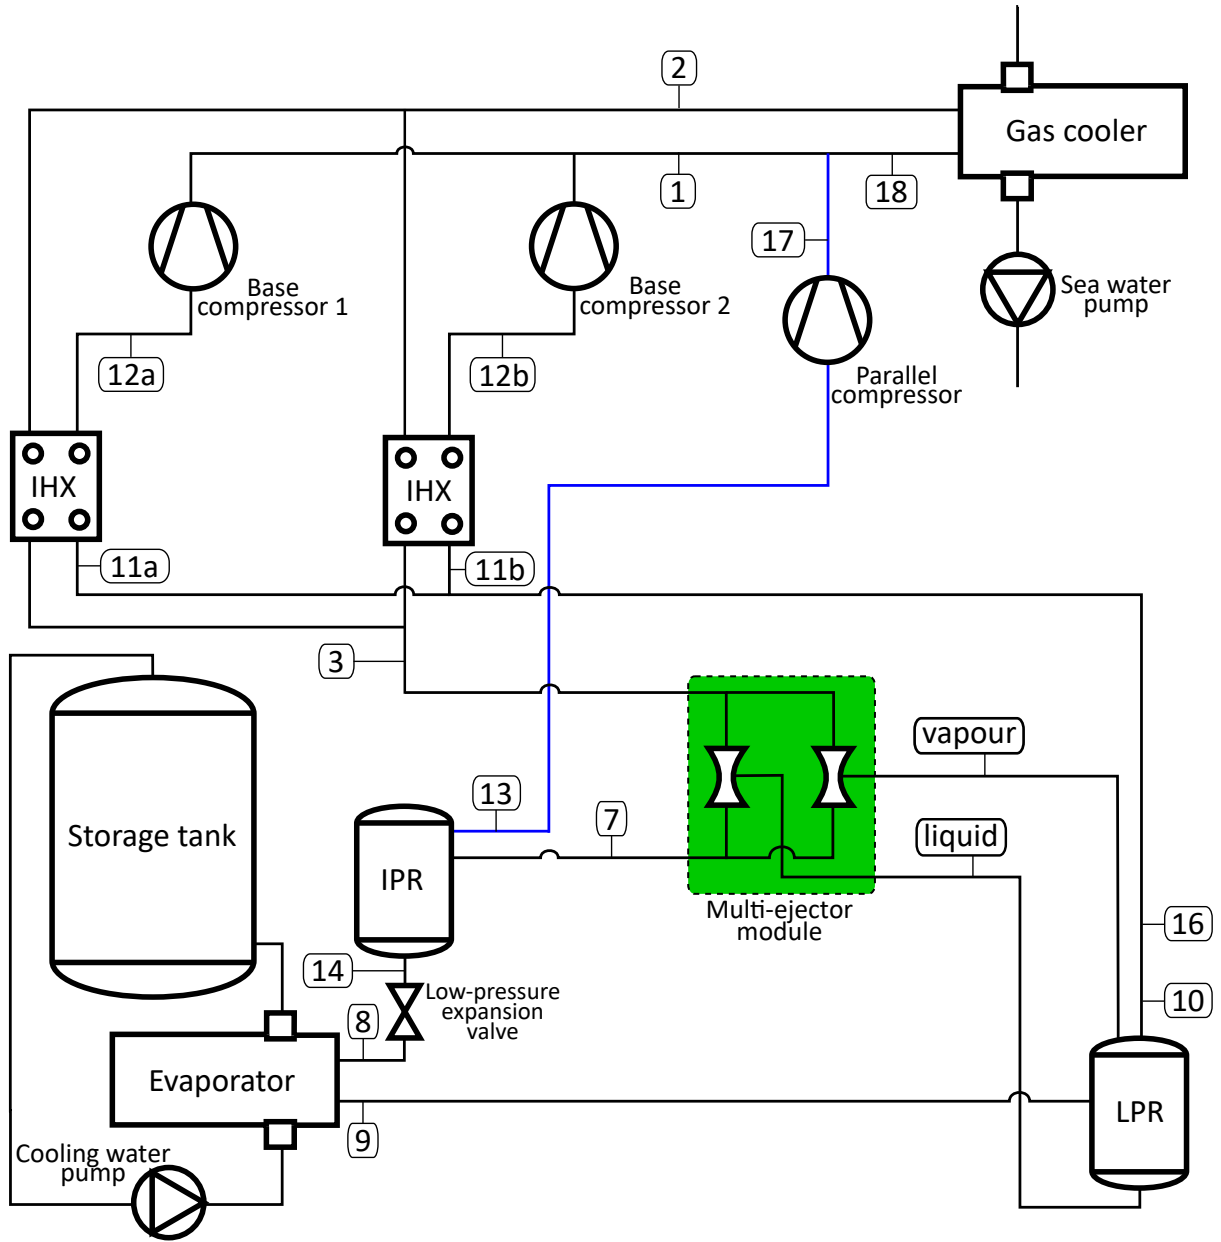 2
Gas cooler
1
18
17
Base
compressor 1
Base
compressor 2
Sea water
pump
12a
12b
Parallel
compressor
IHX
IHX
11a
11b
3
vapour
13
7
liquid
Storage tank
IPR
Multi-ejector
module
16
14
Low-pressure
expansion
valve
10
8
Evaporator
LPR
9
Cooling water
pump